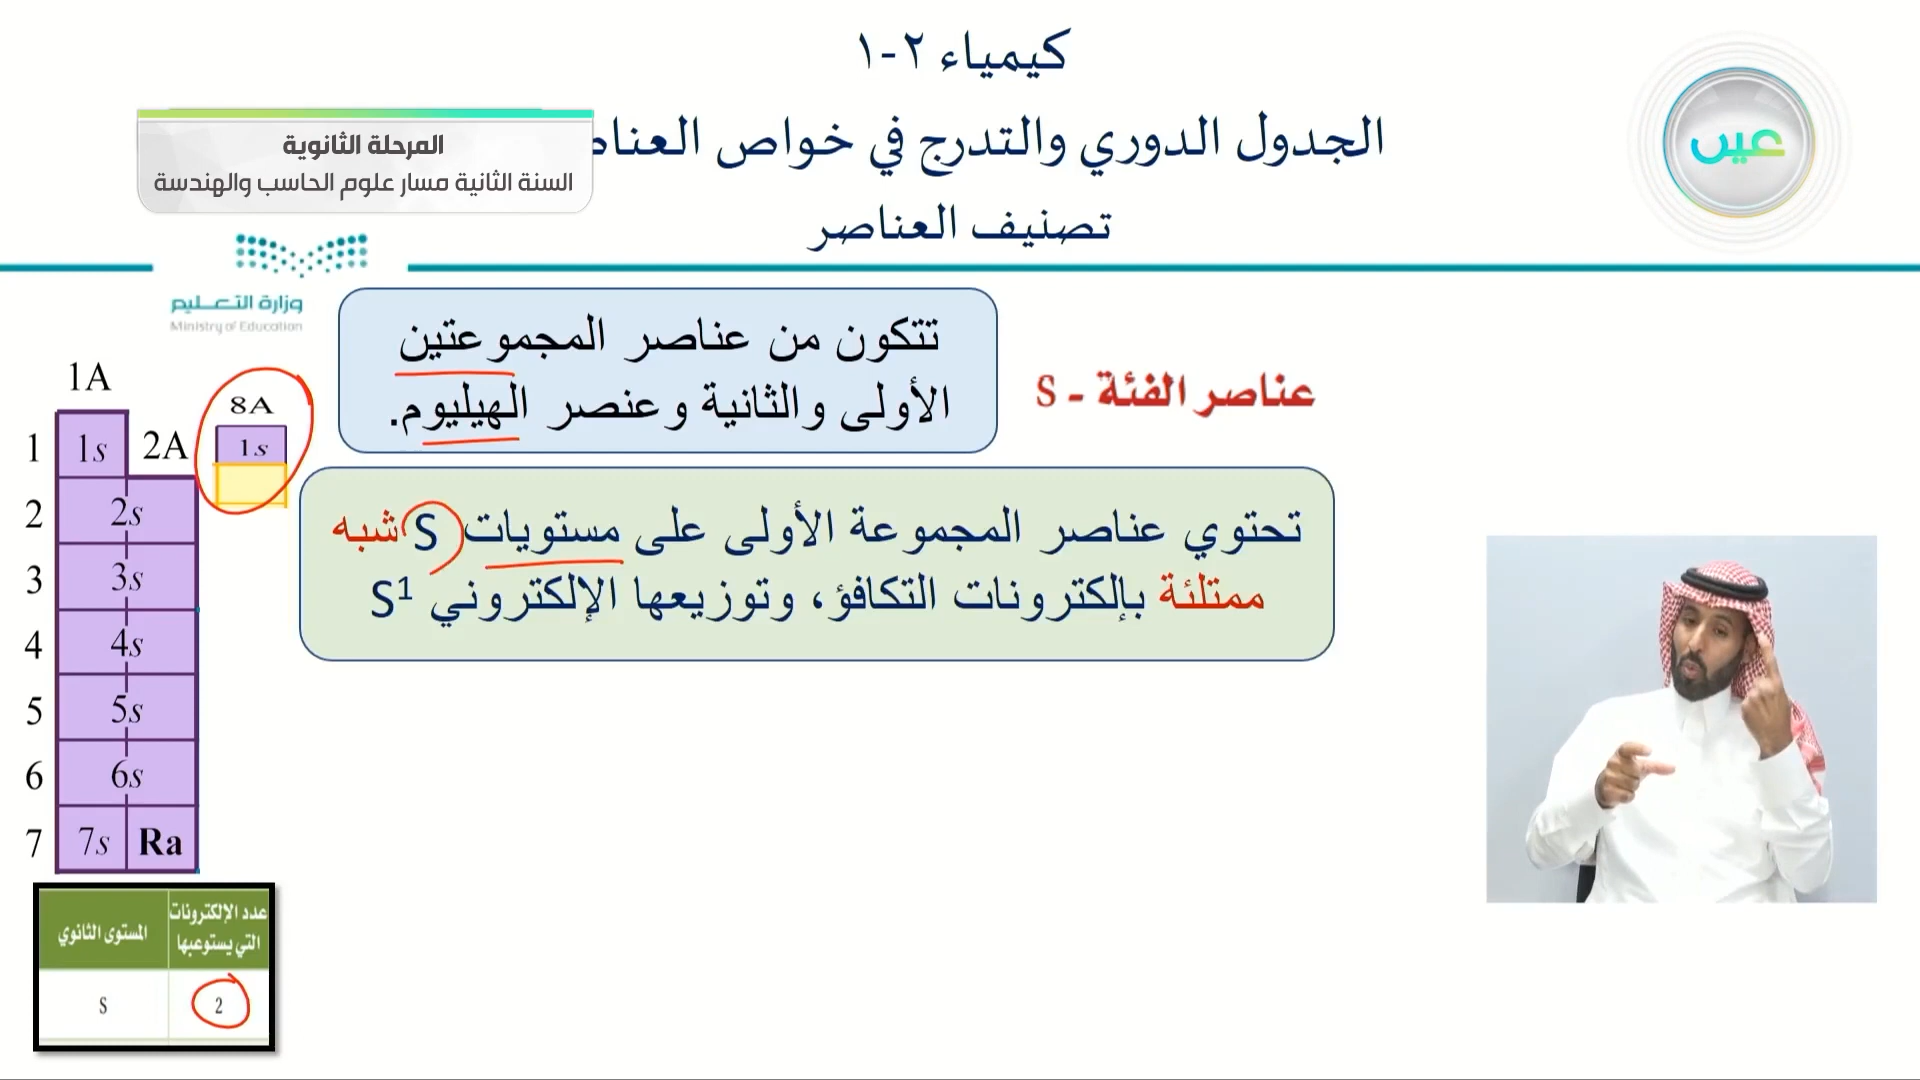 كيمياء ٢-١
الجدول الدوري والتدرج في خواص العناص
المرحلة الثانوية
السنة الثانية مسار علوم الحاسب والهندسة
تصنيف العناصر
عين
وزارة التعليم
Ministry of Education
عناصر الفئة - S
تتكون من عناصر المجموعتين
الأولى والثانية وعنصر الهيليوم.
تحتوي عناصر المجموعة الأولى على مستويات S شبه
ممتلئة بإلكترونات التكافؤ، وتوزيعها الإلكتروني S¹
1A
8A
1 1s 2A 1s
2 2s
3 3s
4 4s
5 5s
6 6s
7 7s Ra
المستوى الثانوي
عدد الإلكترونات
التي يستوعبها
S 2